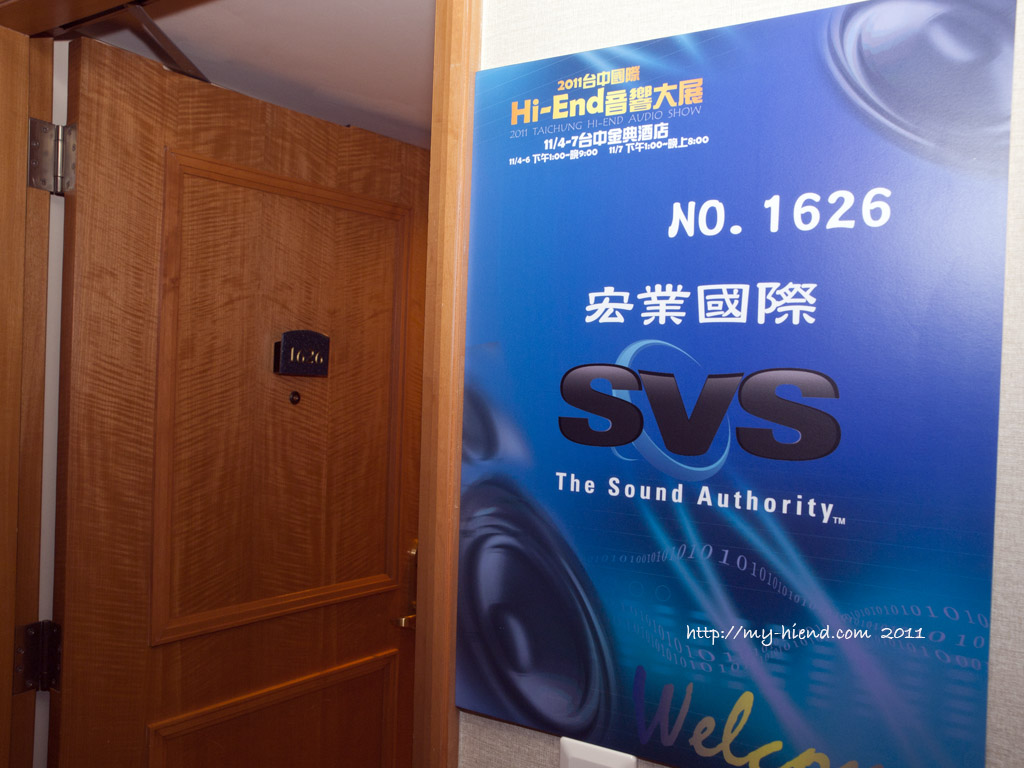 2011台中國際
Hi-End音響大展
2011 TAICHUNG HI-END AUDIO SHOW
11/4-7台中金典酒店
11/4-6 下午1:00-晚9:00 11/7 下午1:00-晚上8:00
NO. 1626
宏業國際
SVS
The Sound Authority™
1626
http://my-hiend.com 2011